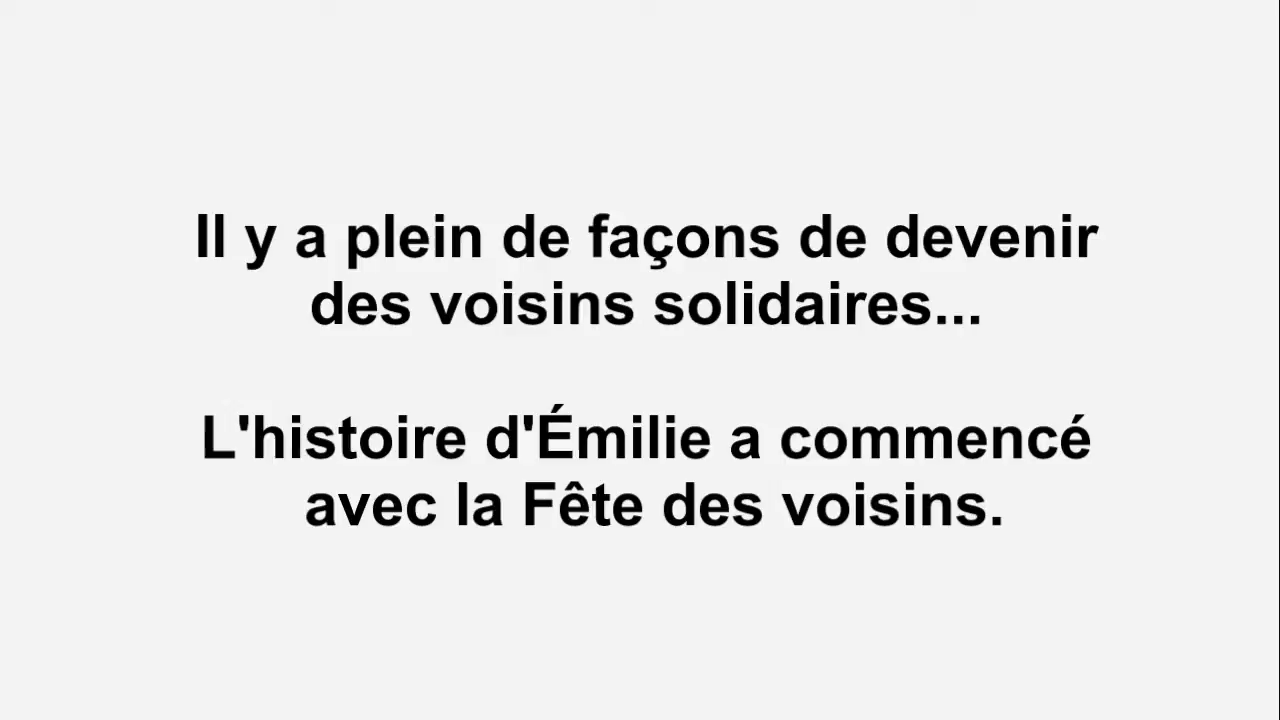 Il y a plein de façons de devenir
des voisins solidaires...
L'histoire d'Émilie a commencé
avec la Fête des voisins.